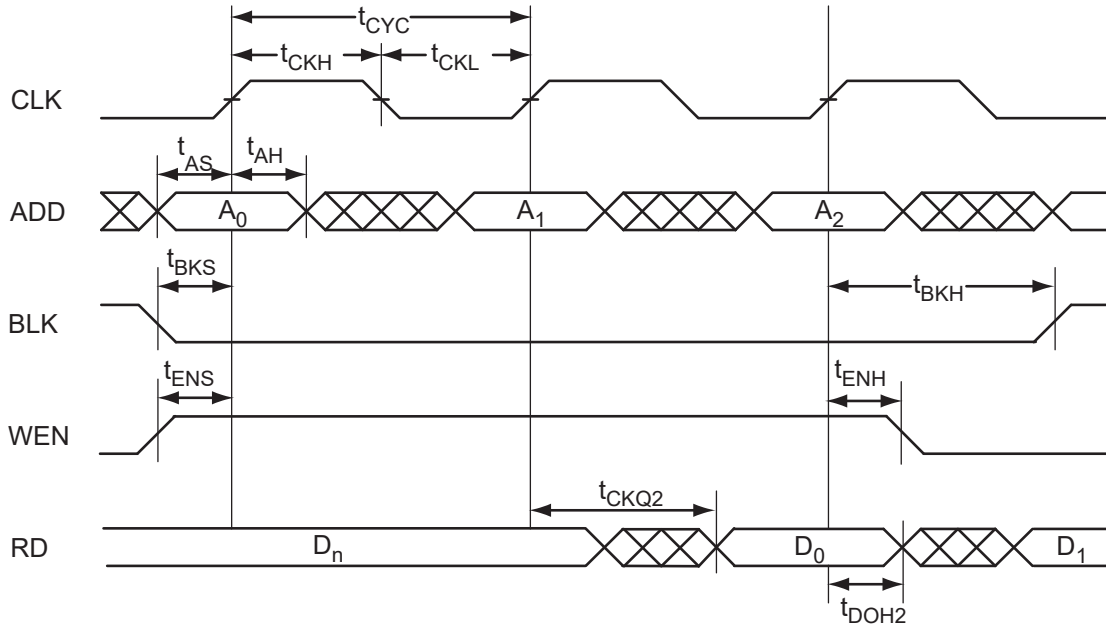 tCYC
tCKH tCKL
CLK
tAS tAH
ADD A0 A1 A2
tBKS tBKH
BLK
tENS tENH
WEN
tCKQ2
RD Dn D0 D1
tDOH2